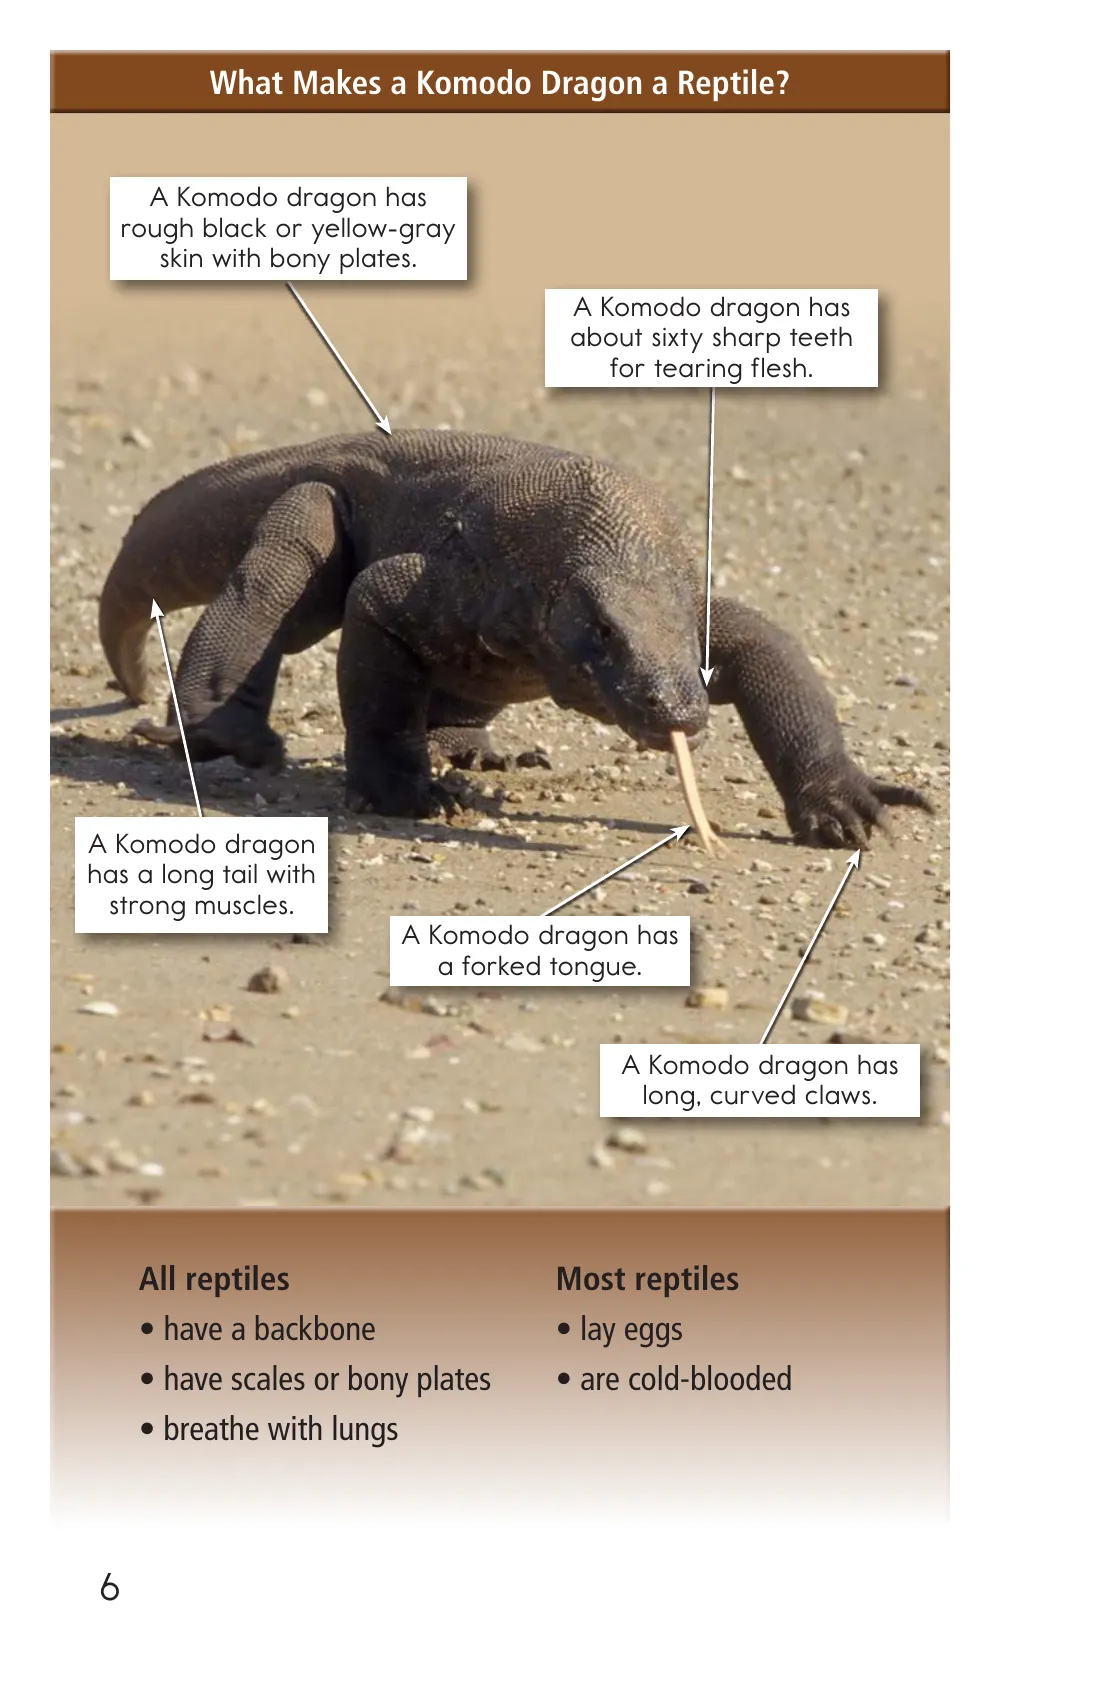 What Makes a Komodo Dragon a Reptile?
A Komodo dragon has
rough black or yellow-gray
skin with bony plates.
A Komodo dragon has
about sixty sharp teeth
for tearing flesh.
A Komodo dragon
has a long tail with
strong muscles.
A Komodo dragon has
a forked tongue.
A Komodo dragon has
long, curved claws.
All reptiles
• have a backbone
• have scales or bony plates
• breathe with lungs
Most reptiles
• lay eggs
• are cold-blooded
6